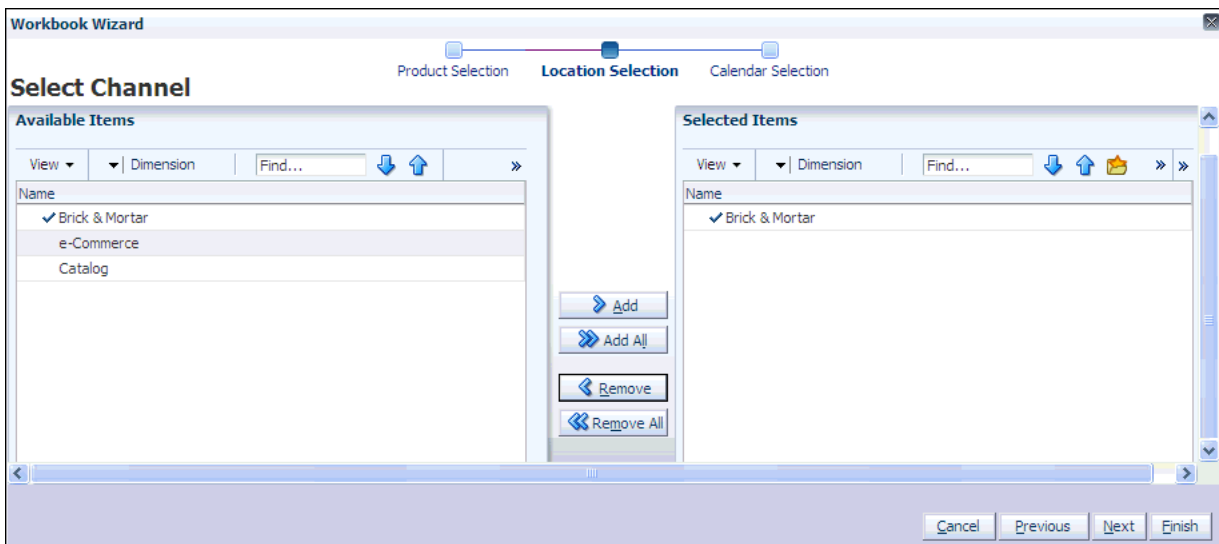 Workbook Wizard
Product Selection
Location Selection
Calendar Selection
Select Channel
Available Items
View
Dimension
Find...
»
Name
Brick & Mortar
e-Commerce
Catalog
Add
Add All
Remove
Remove All
Selected Items
View
Dimension
Find...
» »
Name
Brick & Mortar
Cancel
Previous
Next
Finish